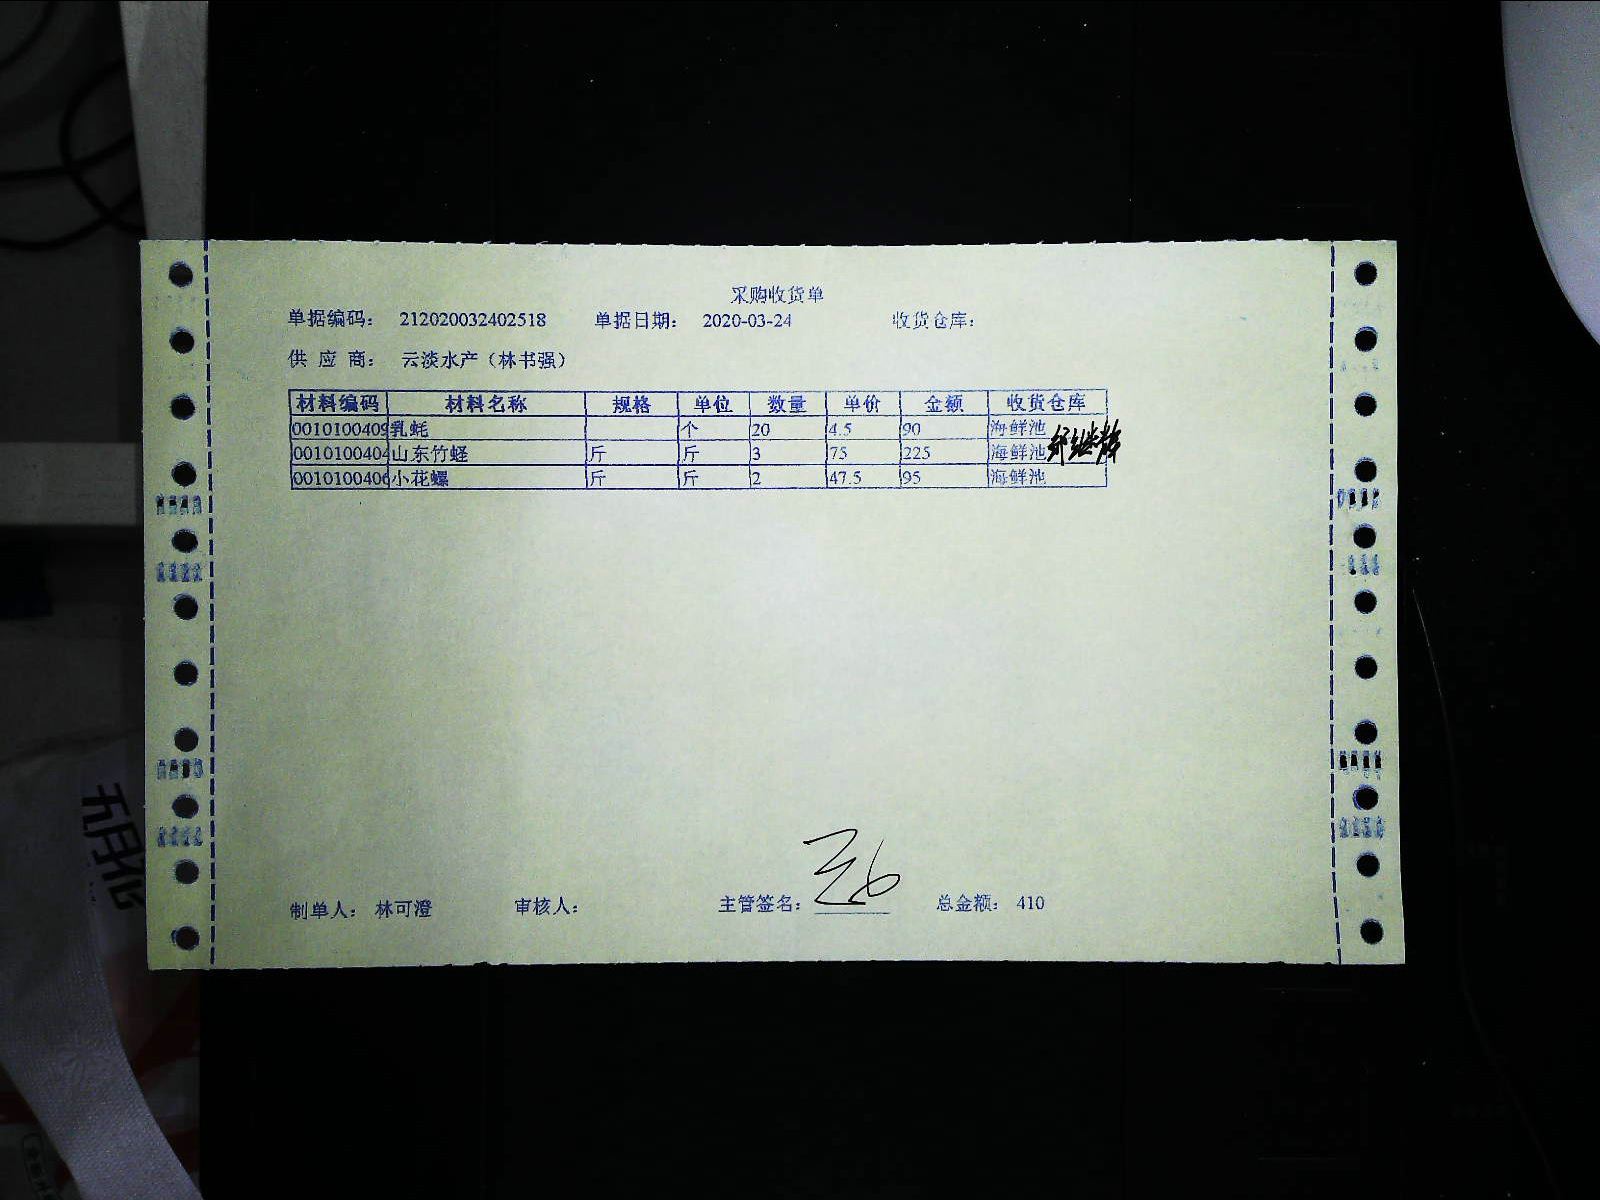 采购收货单
单据编码： 212020032402518 单据日期： 2020-03-24 收货仓库：
供 应 商： 云淡水产（林书强）
材料编码 材料名称 规格 单位 数量 单价 金额 收货仓库
0010100409 乳蚝 个 20 4.5 90 海鲜池
0010100404 山东竹蛏 斤 斤 3 75 225 海鲜池
0010100406 小花螺 斤 斤 2 47.5 95 海鲜池
制单人： 林可澄 审核人： 主管签名： 总金额： 410